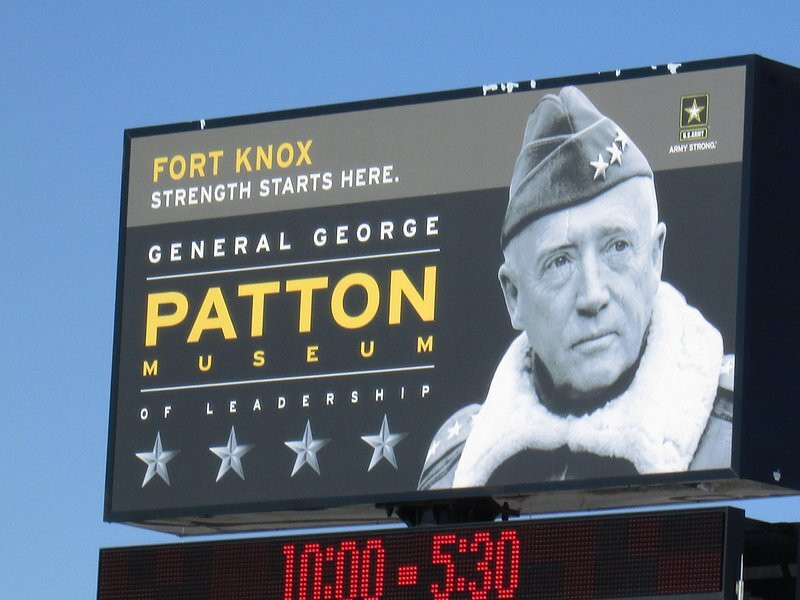 FORT KNOX
STRENGTH STARTS HERE.
U.S.ARMY
ARMY STRONG.
GENERAL GEORGE
PATTON
MUSEUM
OF LEADERSHIP
10:00 - 5:30